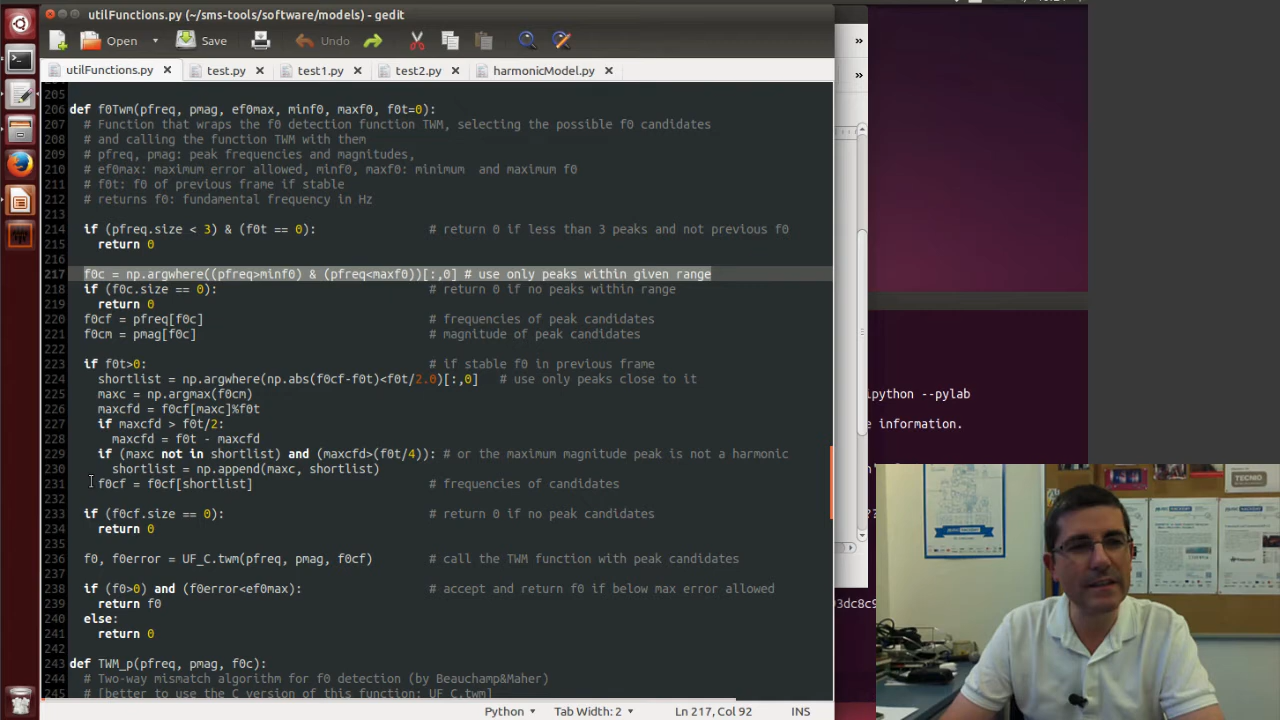 utilFunctions.py (~/sms-tools/software/models) - gedit
Open Save Undo
utilFunctions.py test.py test1.py test2.py harmonicModel.py
205
206 def f0Twm(pfreq, pmag, ef0max, minf0, maxf0, f0t=0):
207 # Function that wraps the f0 detection function TWM, selecting the possible f0 candidates
208 # and calling the function TWM with them
209 # pfreq, pmag: peak frequencies and magnitudes,
210 # ef0max: maximum error allowed, minf0, maxf0: minimum  and maximum f0
211 # f0t: f0 of previous frame if stable
212 # returns f0: fundamental frequency in Hz
213
214 if (pfreq.size < 3) & (f0t == 0): # return 0 if less than 3 peaks and not previous f0
215 return 0
216
217 f0c = np.argwhere((pfreq>minf0) & (pfreq<maxf0))[:,0] # use only peaks within given range
218 if (f0c.size == 0): # return 0 if no peaks within range
219 return 0
220 f0cf = pfreq[f0c] # frequencies of peak candidates
221 f0cm = pmag[f0c] # magnitude of peak candidates
222
223 if f0t>0: # if stable f0 in previous frame
224 shortlist = np.argwhere(np.abs(f0cf-f0t)<f0t/2.0)[:,0] # use only peaks close to it
225 maxc = np.argmax(f0cm)
226 maxcfd = f0cf[maxc]%f0t
227 if maxcfd > f0t/2:
228 maxcfd = f0t - maxcfd
229 if (maxc not in shortlist) and (maxcfd>(f0t/4)): # or the maximum magnitude peak is not a harmonic
230 shortlist = np.append(maxc, shortlist)
231 f0cf = f0cf[shortlist] # frequencies of candidates
232
233 if (f0cf.size == 0): # return 0 if no peak candidates
234 return 0
235
236 f0, f0error = UF_C.twm(pfreq, pmag, f0cf) # call the TWM function with peak candidates
237
238 if (f0>0) and (f0error<ef0max): # accept and return f0 if below max error allowed
239 return f0
240 else:
241 return 0
242
243 def TWM_p(pfreq, pmag, f0c):
244 # Two-way mismatch algorithm for f0 detection (by Beauchamp&Maher)
245 # [better to use the C version of this function: UF_C.twm]
Python Tab Width: 2 Ln 217, Col 92 INS
ipython --pylab
e information.
93dc8c9
TECNIO